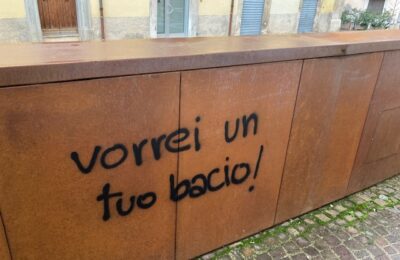 vorrei un
tuo bacio!